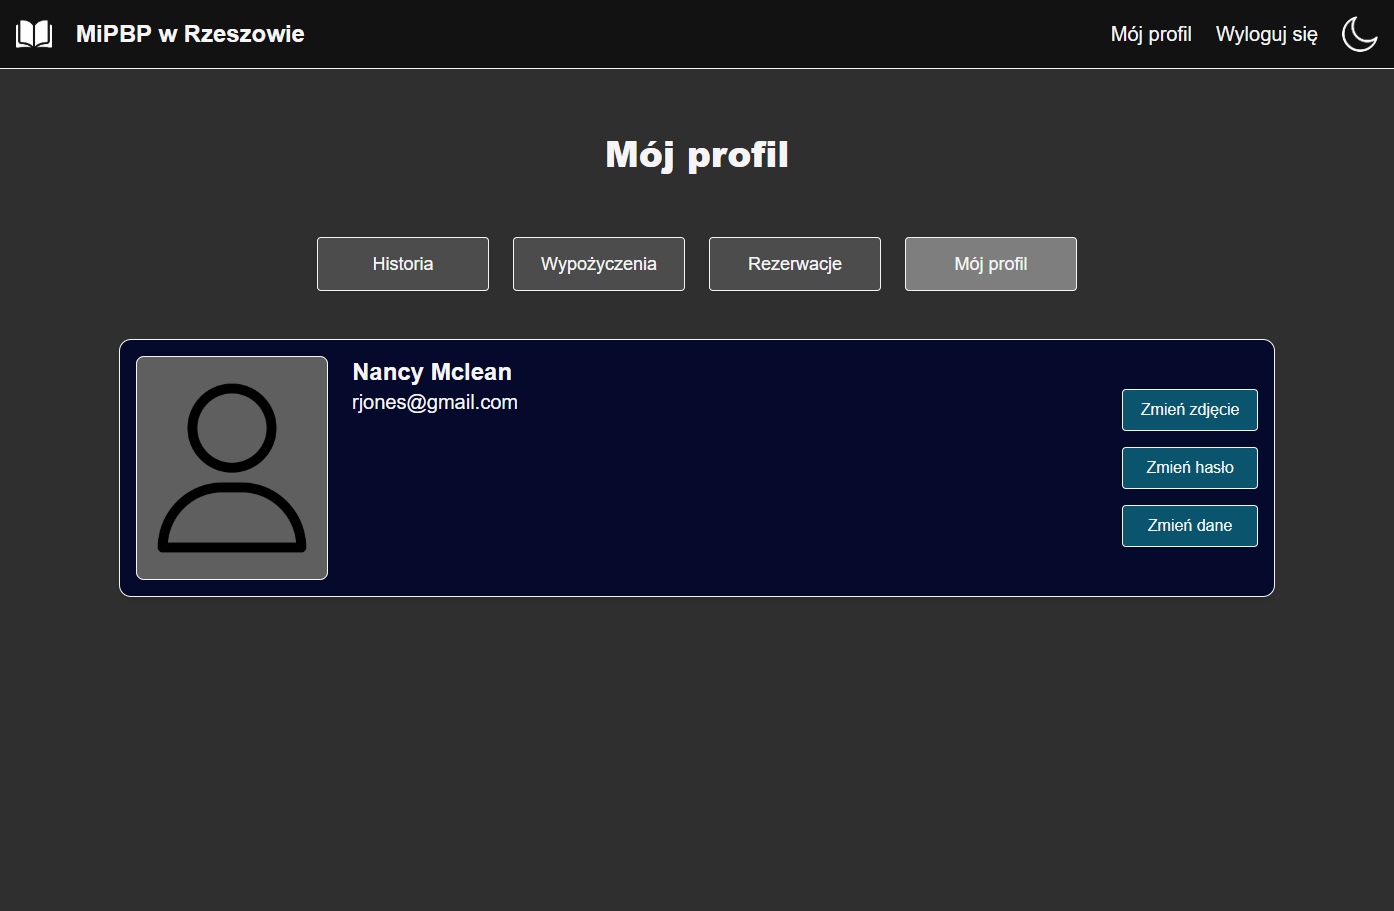 MiPBP w Rzeszowie
Mój profil
Wyloguj się
Mój profil
Historia
Wypożyczenia
Rezerwacje
Mój profil
Nancy Mclean
rjones@gmail.com
Zmień zdjęcie
Zmień hasło
Zmień dane